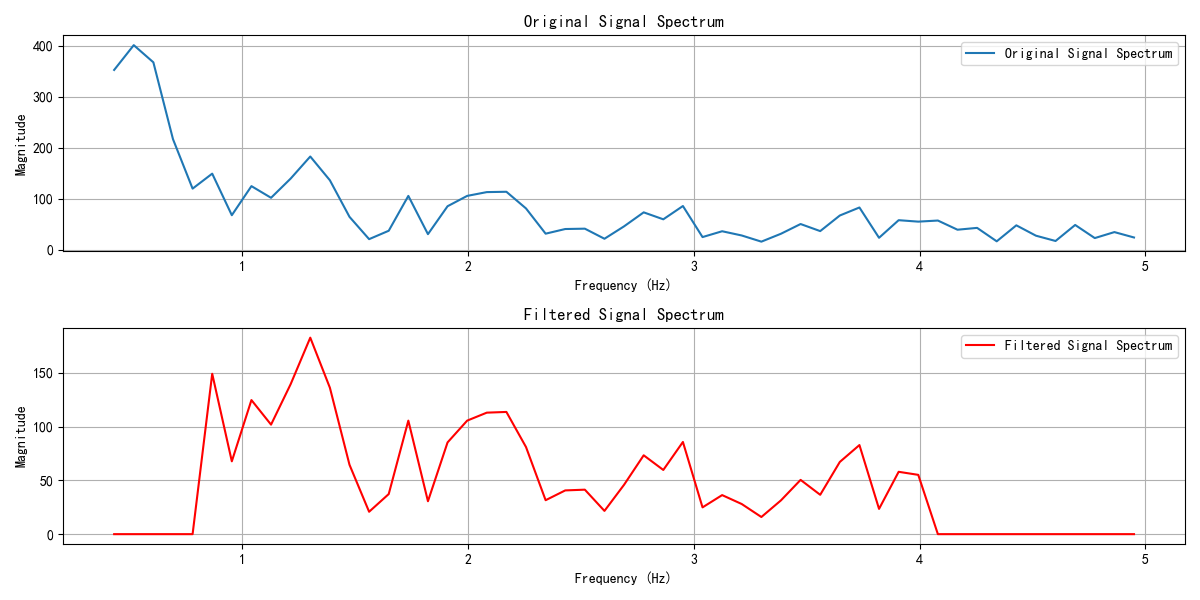 Original Signal Spectrum
400
300
200
100
0
Magnitude
Original Signal Spectrum
1 2 3 4 5
Frequency (Hz)
Filtered Signal Spectrum
150
100
50
0
Magnitude
Filtered Signal Spectrum
1 2 3 4 5
Frequency (Hz)